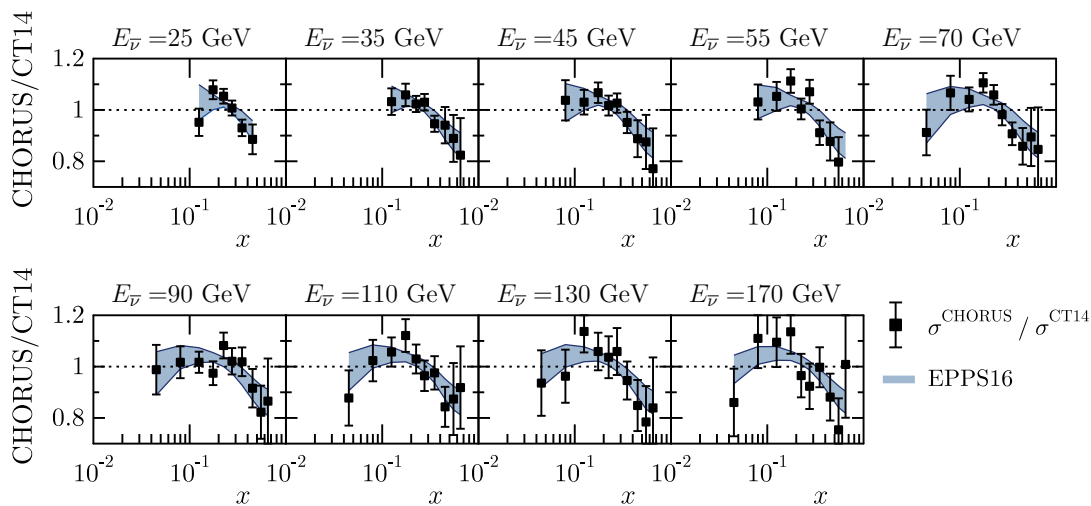 E_ν̅ =25 GeV E_ν̅ =35 GeV E_ν̅ =45 GeV E_ν̅ =55 GeV E_ν̅ =70 GeV
CHORUS/CT14
1.2
1
0.8
10^-2 10^-1 10^-2 10^-1 10^-2 10^-1 10^-2 10^-1 10^-2 10^-1
x x x x x
E_ν̅ =90 GeV E_ν̅ =110 GeV E_ν̅ =130 GeV E_ν̅ =170 GeV
CHORUS/CT14
1.2
1
0.8
σ^CHORUS / σ^CT14
EPPS16
10^-2 10^-1 10^-2 10^-1 10^-2 10^-1 10^-2 10^-1
x x x x